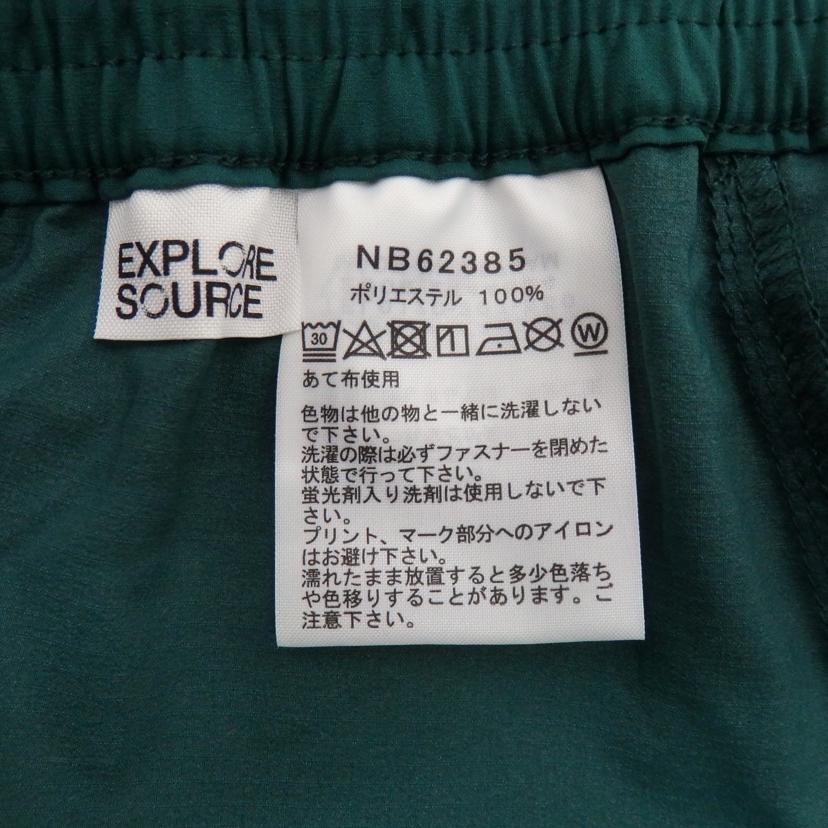 EXPLORE
SOURCE
NB62385
ポリエステル 100%
30
W
あて布使用
色物は他の物と一緒に洗濯しない
で下さい。
洗濯の際は必ずファスナーを閉めた
状態で行って下さい。
蛍光剤入り洗剤は使用しないで下
さい。
プリント、マーク部分へのアイロン
はお避け下さい。
濡れたまま放置すると多少色落ち
や色移りすることがあります。ご
注意下さい。